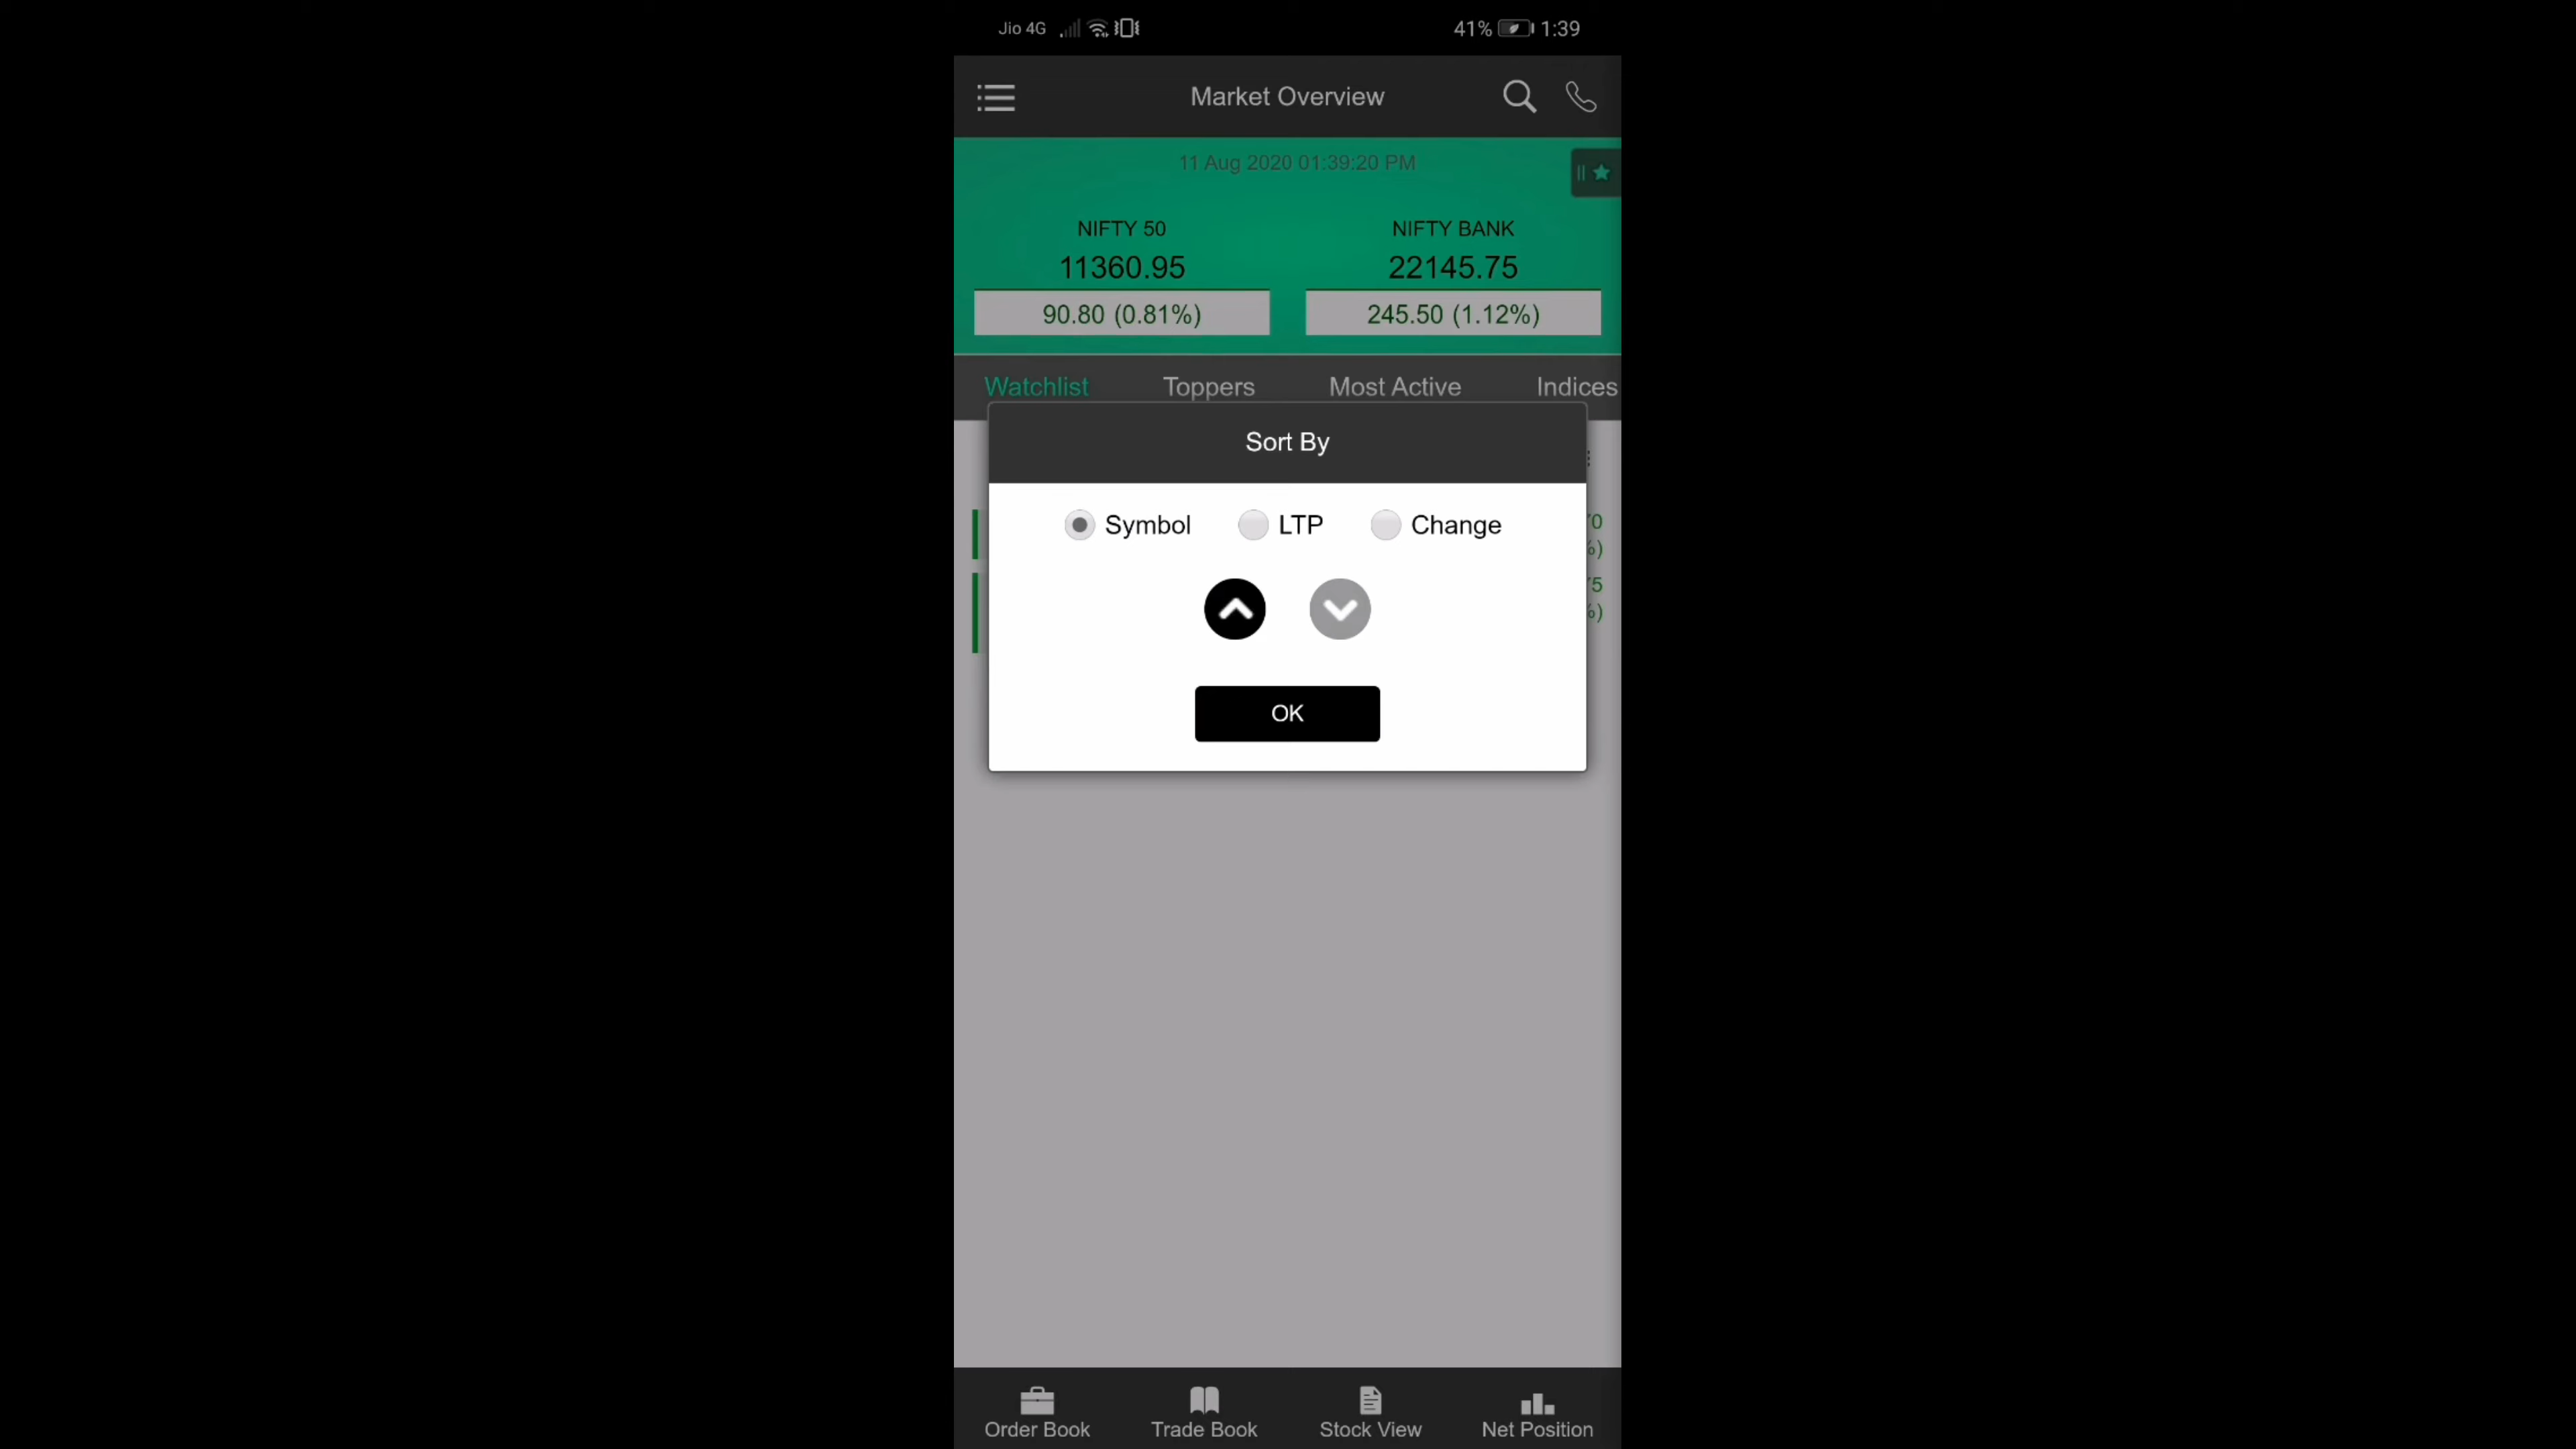 Jio 4G 41% 1:39
Market Overview
11 Aug 2020 01:39:20 PM
NIFTY 50 NIFTY BANK
11360.95 22145.75
90.80 (0.81%) 245.50 (1.12%)
Watchlist Toppers Most Active Indices
Sort By
Symbol LTP Change
OK
Order Book Trade Book Stock View Net Position